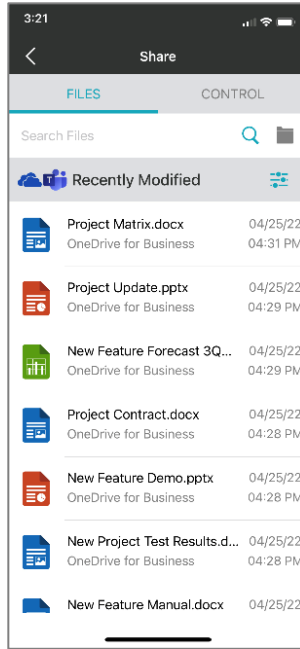 3:21
Share
FILES CONTROL
Search Files
Recently Modified
Project Matrix.docx 04/25/22
OneDrive for Business 04:31 PM
Project Update.pptx 04/25/22
OneDrive for Business 04:29 PM
New Feature Forecast 3Q... 04/25/22
OneDrive for Business 04:29 PM
Project Contract.docx 04/25/22
OneDrive for Business 04:28 PM
New Feature Demo.pptx 04/25/22
OneDrive for Business 04:28 PM
New Project Test Results.d... 04/25/22
OneDrive for Business 04:28 PM
New Feature Manual.docx 04/25/22